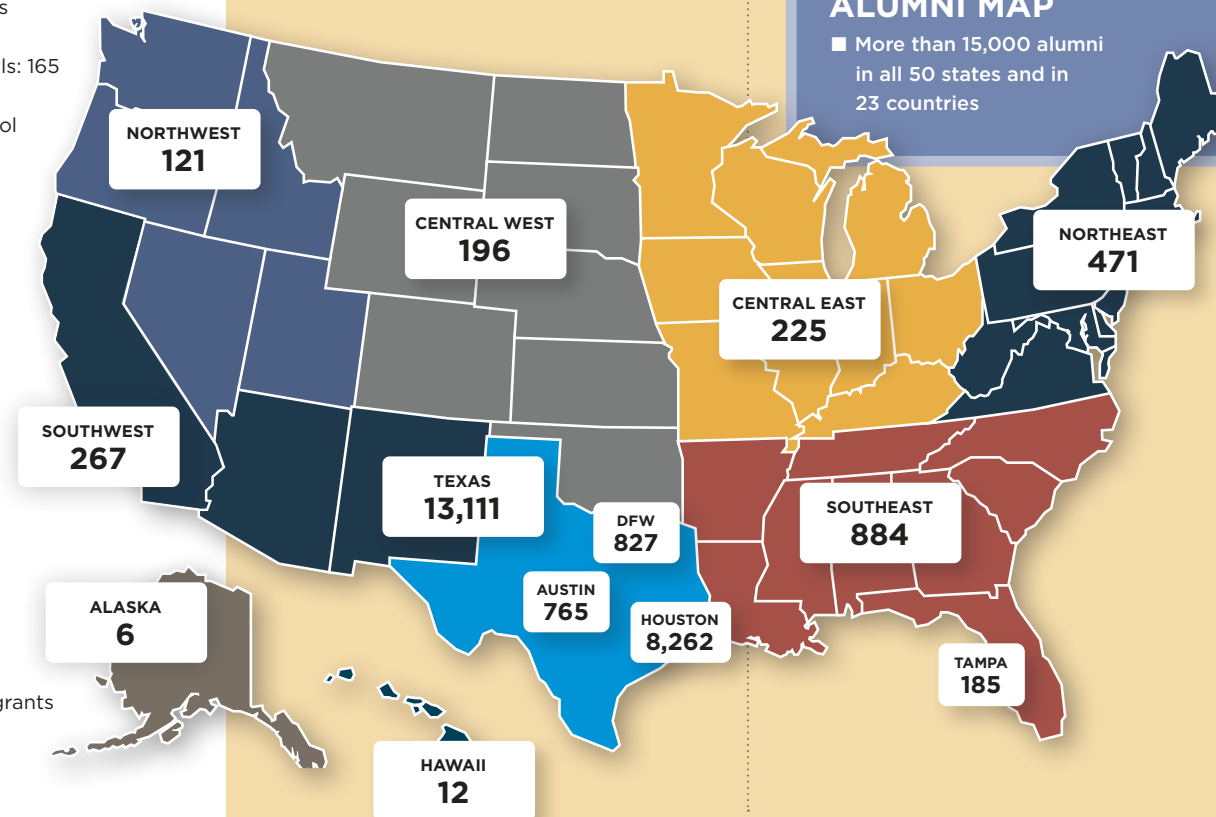 s
ls: 165
ol
grants
ALUMNI MAP
■ More than 15,000 alumni
in all 50 states and in
23 countries
NORTHWEST
121
CENTRAL WEST
196
CENTRAL EAST
225
NORTHEAST
471
SOUTHWEST
267
TEXAS
13,111
DFW
827
AUSTIN
765
HOUSTON
8,262
SOUTHEAST
884
TAMPA
185
ALASKA
6
HAWAII
12